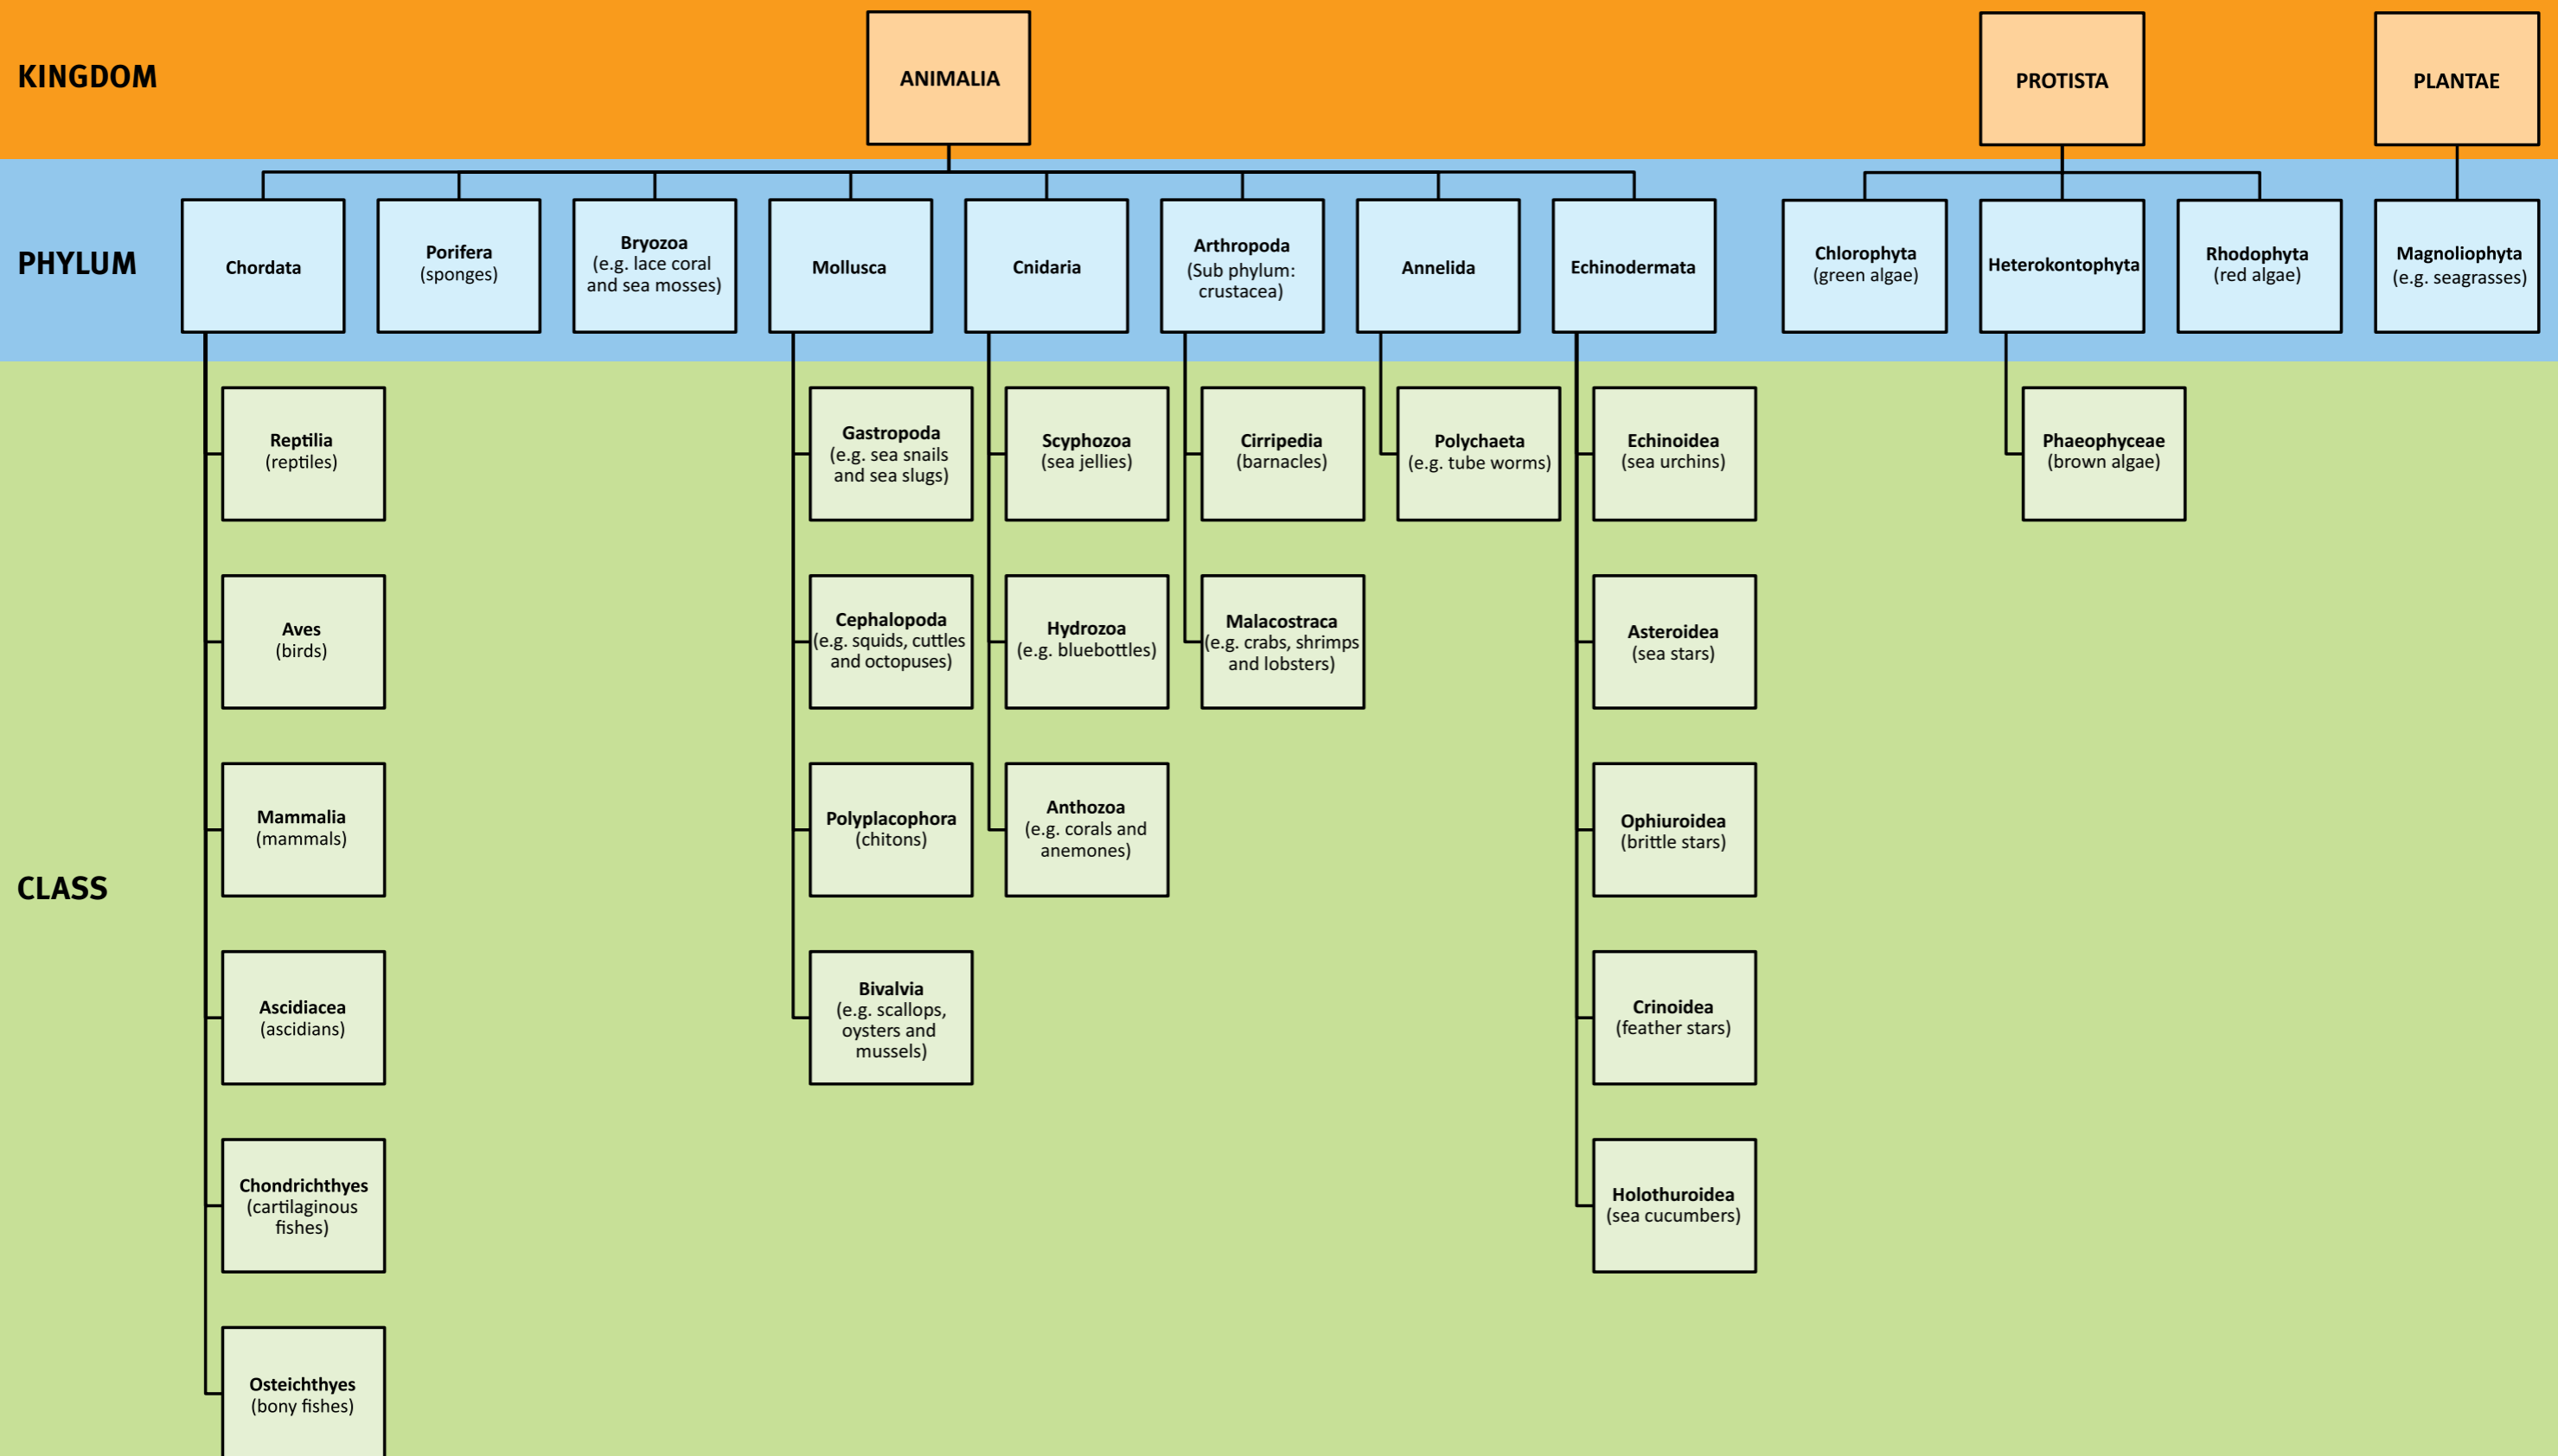 KINGDOM
ANIMALIA
PROTISTA
PLANTAE
PHYLUM
Chordata
Porifera
(sponges)
Bryozoa
(e.g. lace coral
and sea mosses)
Mollusca
Cnidaria
Arthropoda
(Sub phylum:
crustacea)
Annelida
Echinodermata
Chlorophyta
(green algae)
Heterokontophyta
Rhodophyta
(red algae)
Magnoliophyta
(e.g. seagrasses)
CLASS
Reptilia
(reptiles)
Gastropoda
(e.g. sea snails
and sea slugs)
Scyphozoa
(sea jellies)
Cirripedia
(barnacles)
Polychaeta
(e.g. tube worms)
Echinoidea
(sea urchins)
Phaeophyceae
(brown algae)
Aves
(birds)
Cephalopoda
(e.g. squids, cuttles
and octopuses)
Hydrozoa
(e.g. bluebottles)
Malacostraca
(e.g. crabs, shrimps
and lobsters)
Asteroidea
(sea stars)
Mammalia
(mammals)
Polyplacophora
(chitons)
Anthozoa
(e.g. corals and
anemones)
Ophiuroidea
(brittle stars)
Ascidiacea
(ascidians)
Bivalvia
(e.g. scallops,
oysters and
mussels)
Crinoidea
(feather stars)
Chondrichthyes
(cartilaginous
fishes)
Holothuroidea
(sea cucumbers)
Osteichthyes
(bony fishes)